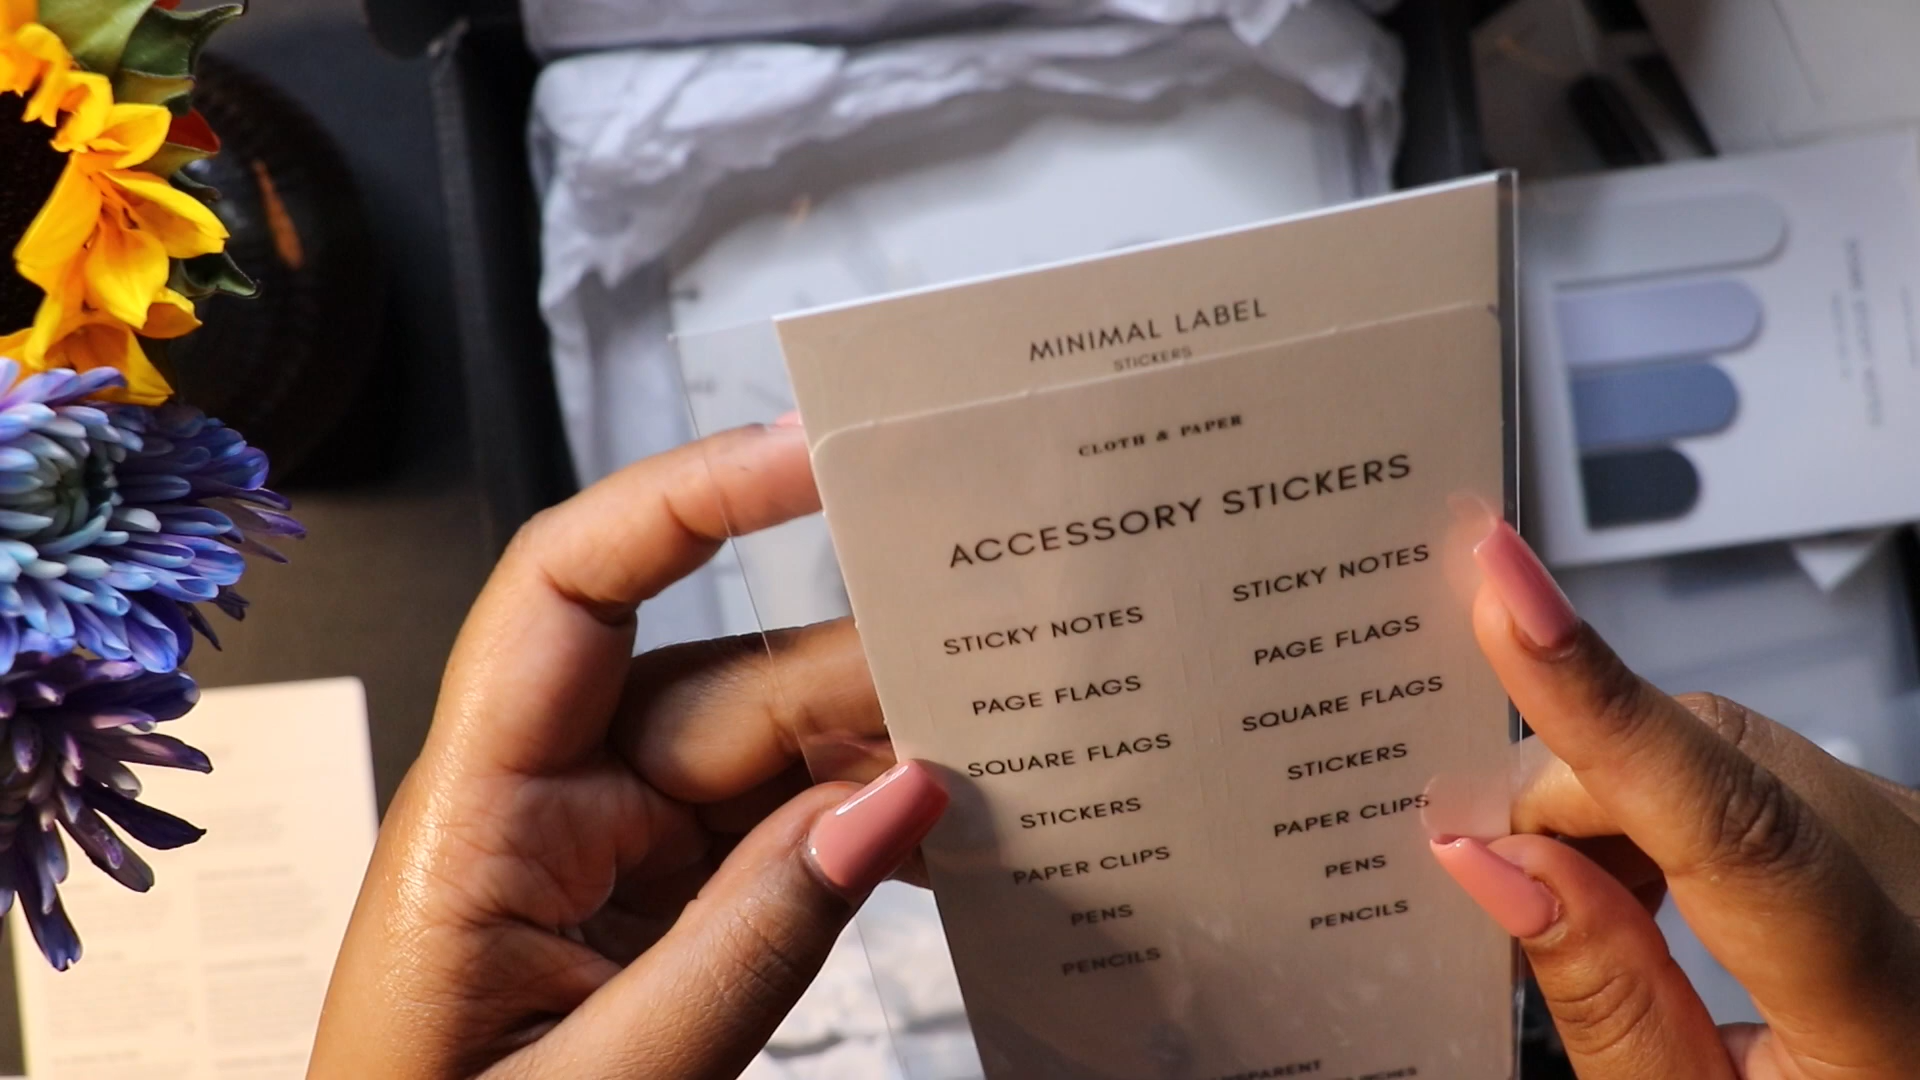 MINIMAL LABEL
STICKERS
CLOTH & PAPER
ACCESSORY STICKERS
STICKY NOTES STICKY NOTES
PAGE FLAGS PAGE FLAGS
SQUARE FLAGS SQUARE FLAGS
STICKERS STICKERS
PAPER CLIPS PAPER CLIPS
PENS PENS
PENCILS PENCILS